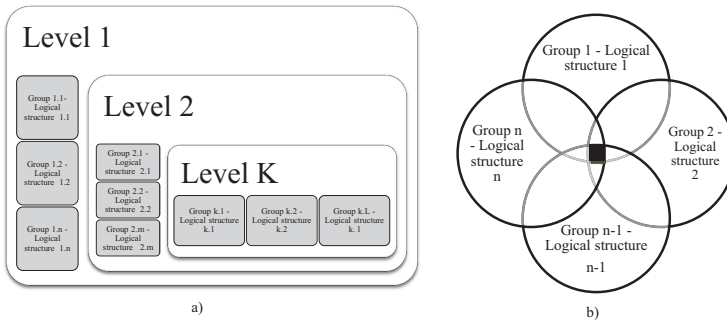 Level 1
Group 1.1-
Logical
structure 1.1
Group 1.2 -
Logical
structure 1.2
Group 1.n -
Logical
structure 1.n
Level 2
Group 2.1 -
Logical
structure 2.1
Group 2.2 -
Logical
structure 2.2
Group 2.m -
Logical
structure 2.m
Level K
Group k.1 -
Logical structure
k.1
Group k.2 -
Logical structure
k.2
Group k.L -
Logical structure
k. 1
a)
Group 1 - Logical
structure 1
Group n
- Logical
structure
n
Group 2 -
Logical
structure
2
Group n-1 -
Logical structure
n-1
b)